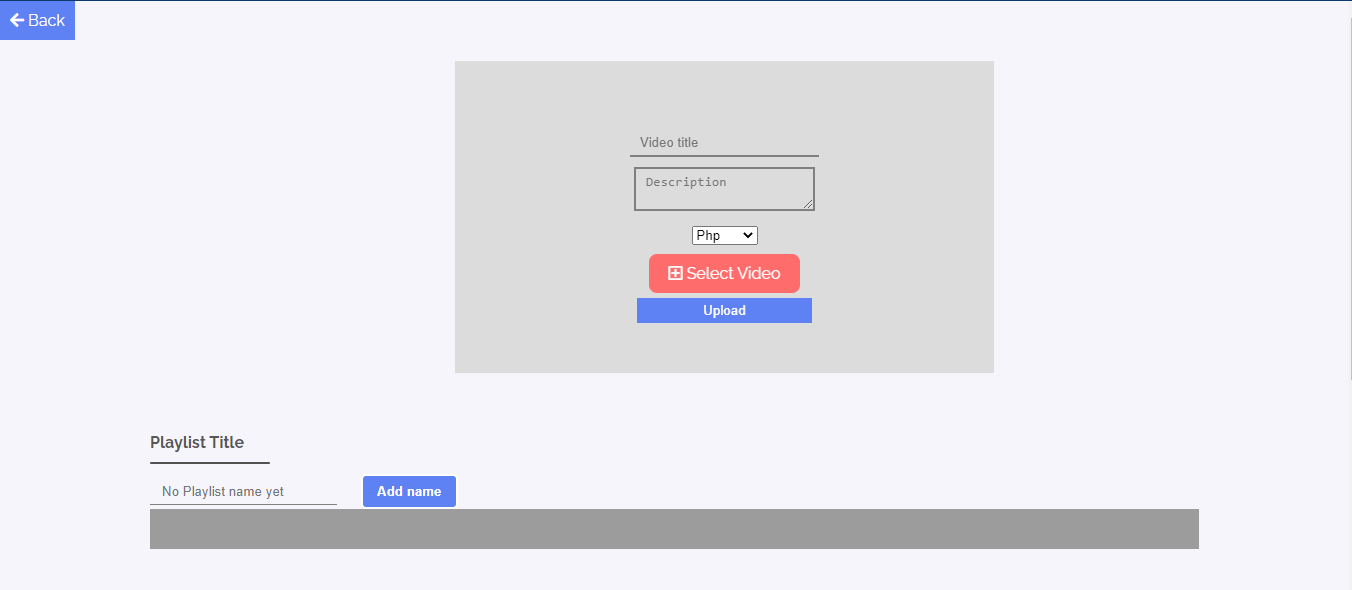 Back
Video title
Description
Php
Select Video
Upload
Playlist Title
No Playlist name yet
Add name